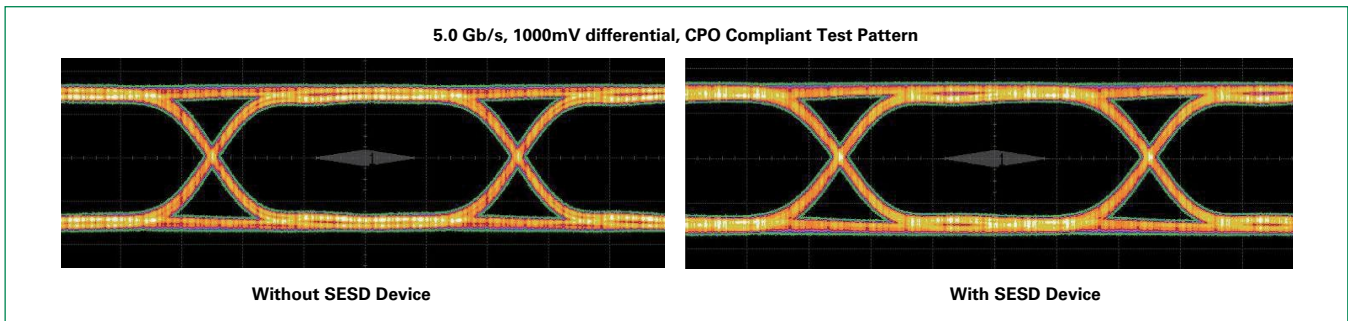 5.0 Gb/s, 1000mV differential, CPO Compliant Test Pattern
Without SESD Device
With SESD Device